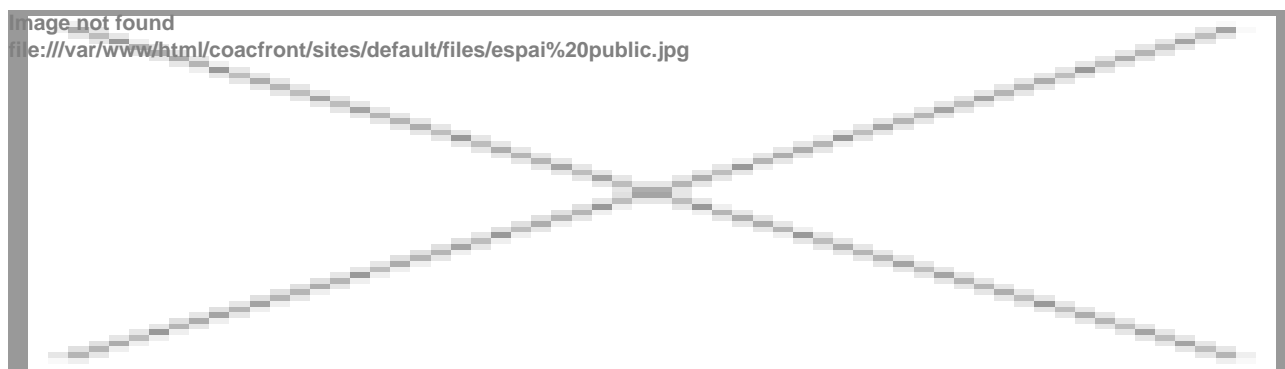 Image not found
file:///var/www/html/coacfront/sites/default/files/espai%20public.jpg